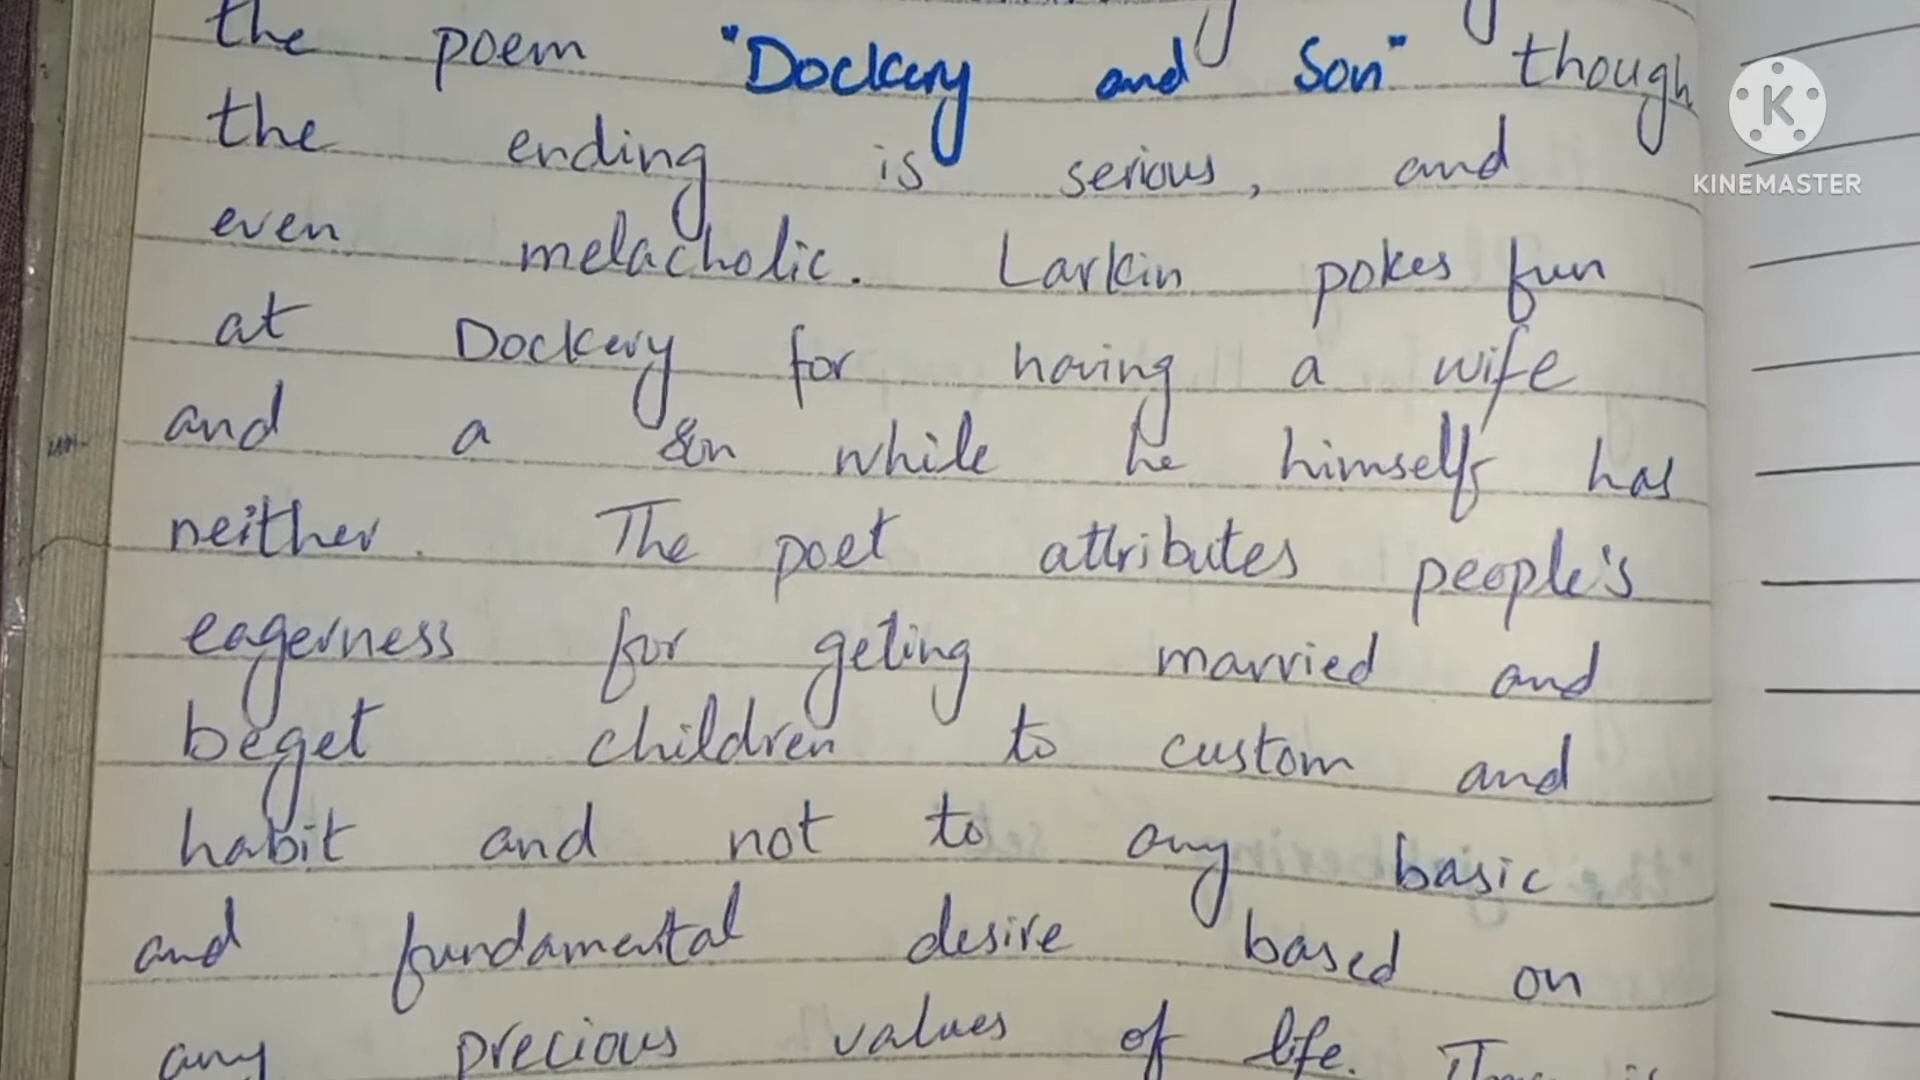 the poem "Dockery and Son" though
the ending is serious, and
even melacholic. Larkin pokes fun
at Dockery for having a wife
and a son while he himself has
neither. The poet attributes people's
eagerness for geting married and
beget children to custom and
habit and not to any basic
and fundamental desire based on
any precious values of life.
KINEMASTER